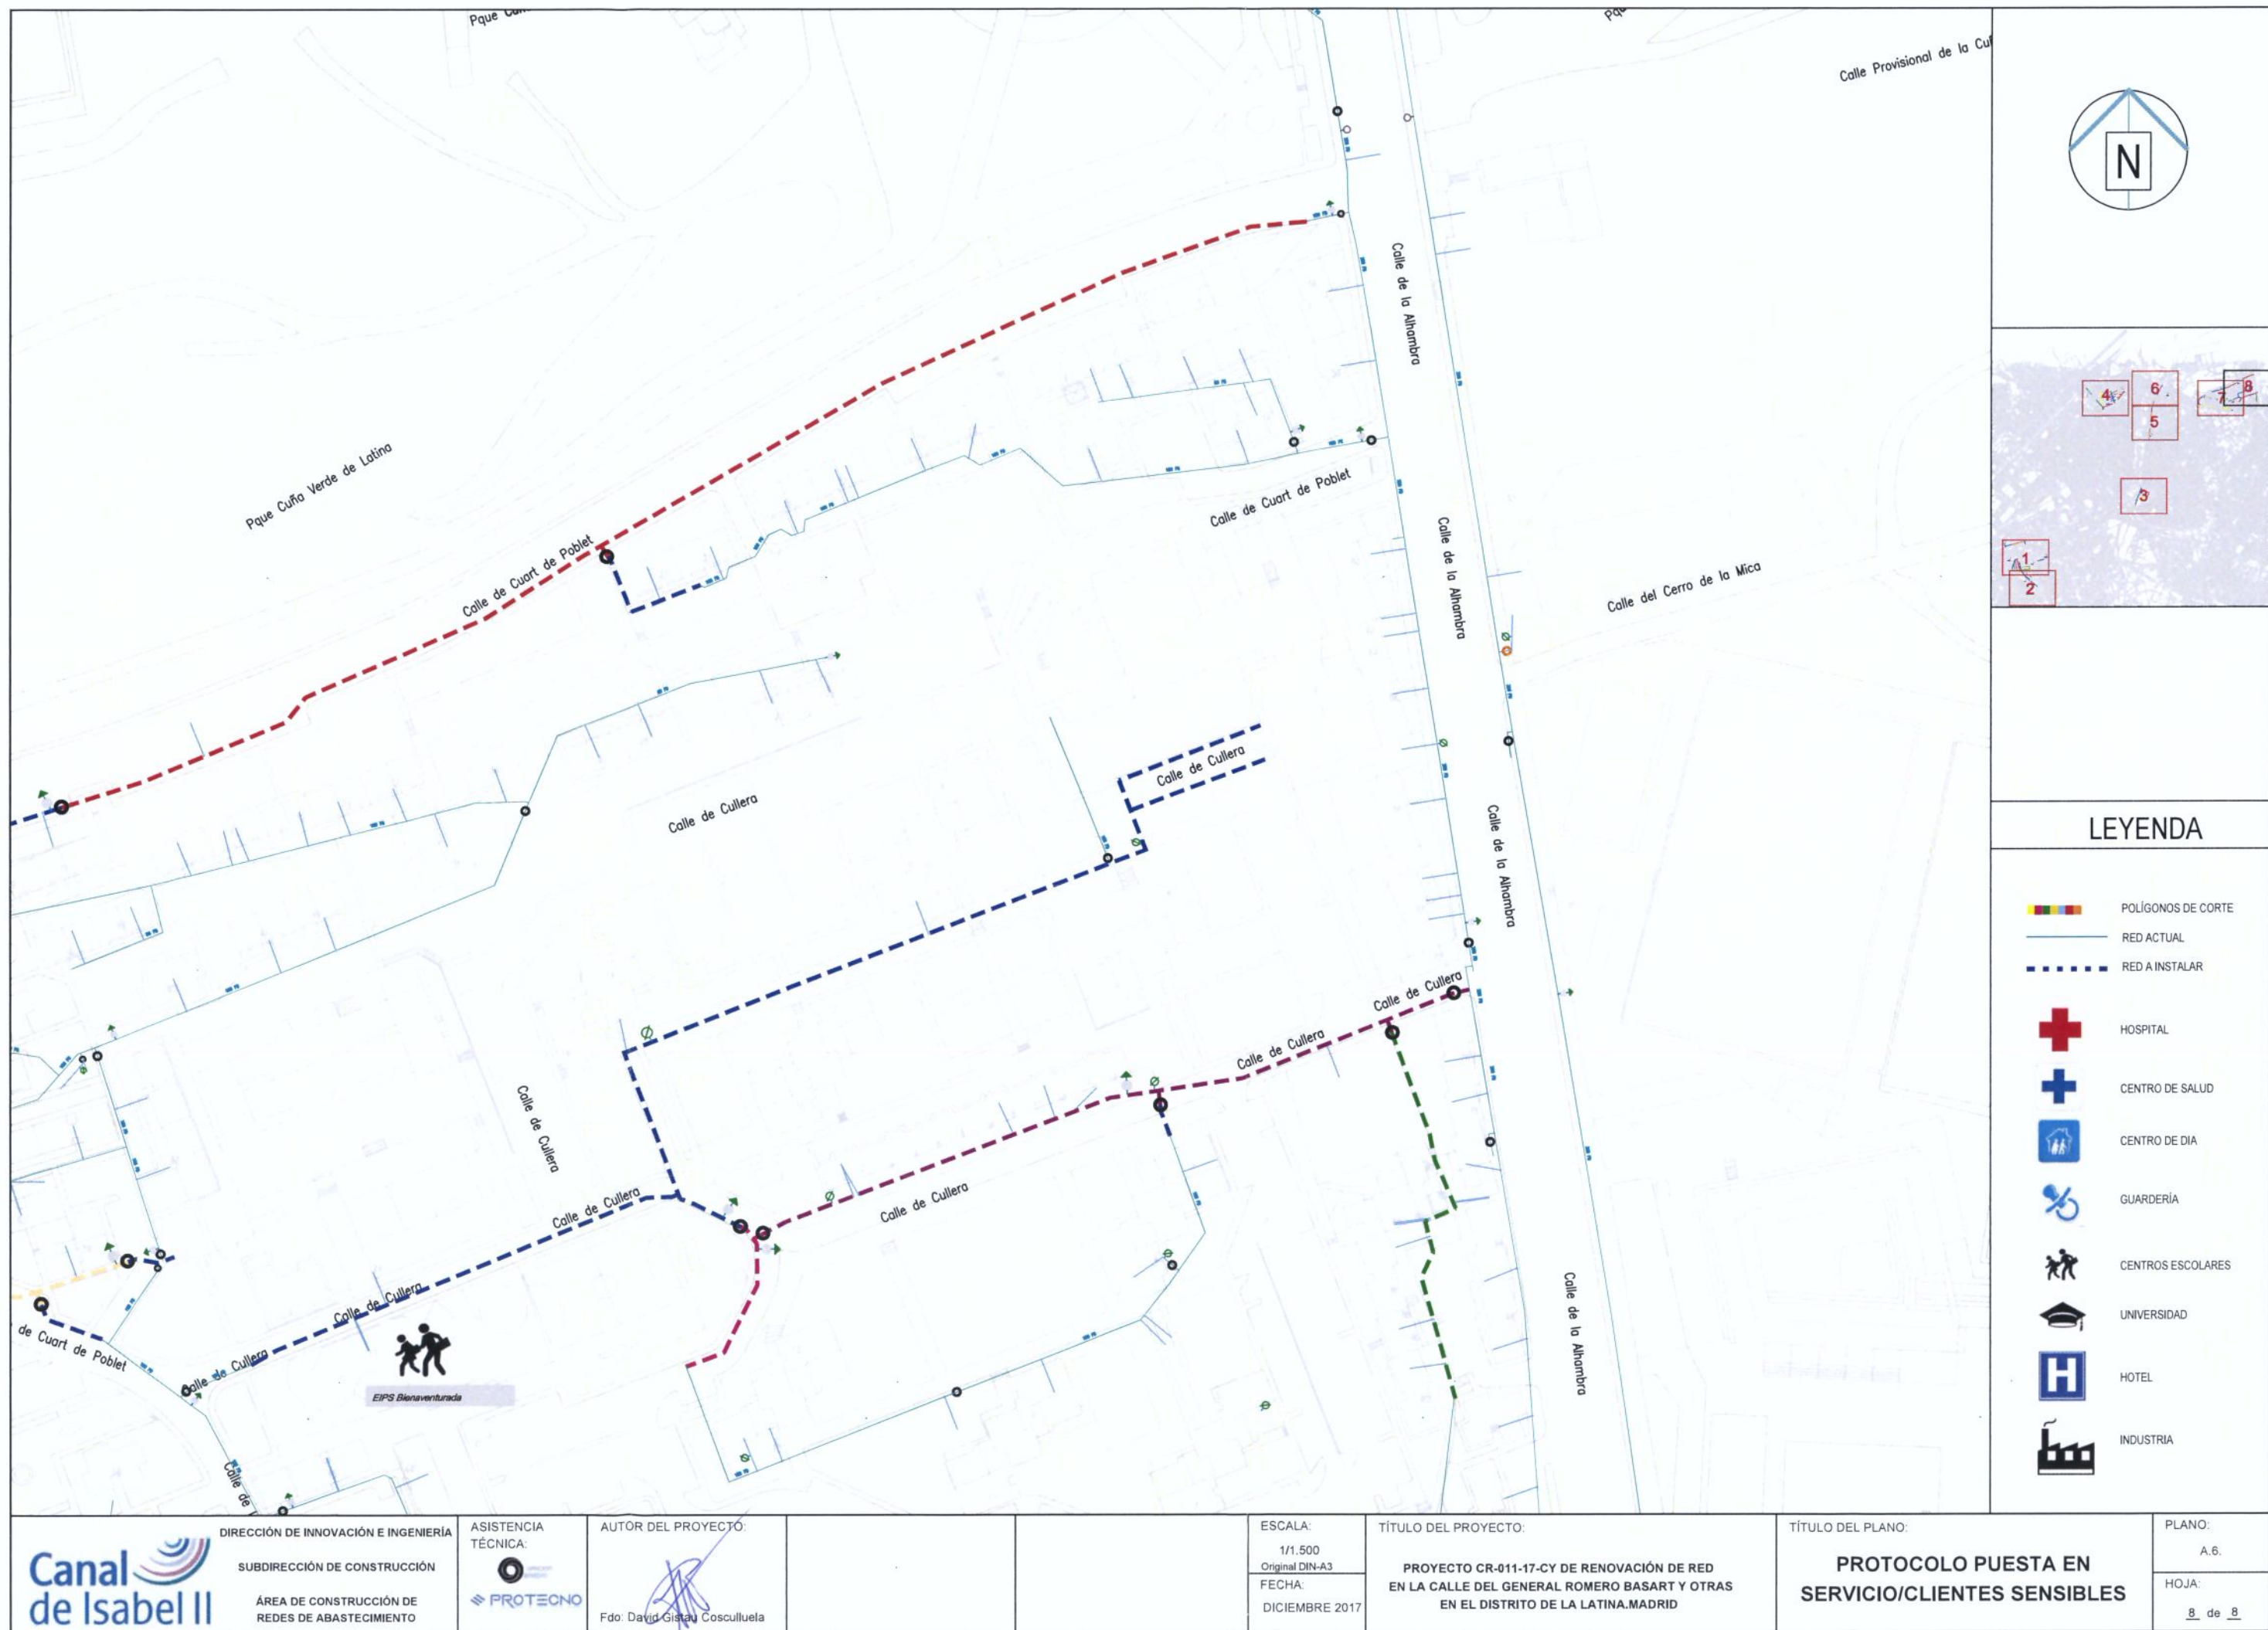 Calle Provisional de la
N
Calle de la Alhambra
Pque Cuña Verde de Latina
Calle de Cuart de Poblet
Calle de Cuart de Poblet
Calle de la Alhambra
Calle del Cerro de la Mica
Calle de Cullera
Calle de Cullera
Calle de la Alhambra
Calle de Cullera
Calle de Cullera
Calle de Cullera
Calle de Cullera
Calle de Cullera
Calle de Cullera
Calle de Cullera
de Cuart de Poblet
Calle de la Alhambra
Calle de
EIPS Bienaventurada
4
6
7
8
5
3
1
2
LEYENDA
POLÍGONOS DE CORTE
RED ACTUAL
RED A INSTALAR
HOSPITAL
CENTRO DE SALUD
CENTRO DE DIA
GUARDERÍA
CENTROS ESCOLARES
UNIVERSIDAD
H
HOTEL
INDUSTRIA
Canal
de Isabel II
DIRECCIÓN DE INNOVACIÓN E INGENIERÍA
SUBDIRECCIÓN DE CONSTRUCCIÓN
ÁREA DE CONSTRUCCIÓN DE
REDES DE ABASTECIMIENTO
ASISTENCIA
TÉCNICA:
PROTECNO
AUTOR DEL PROYECTO:
Fdo: David Gistau Cosculluela
ESCALA:
1/1.500
Original DIN-A3
FECHA:
DICIEMBRE 2017
TÍTULO DEL PROYECTO:
PROYECTO CR-011-17-CY DE RENOVACIÓN DE RED
EN LA CALLE DEL GENERAL ROMERO BASART Y OTRAS
EN EL DISTRITO DE LA LATINA.MADRID
TÍTULO DEL PLANO:
PROTOCOLO PUESTA EN
SERVICIO/CLIENTES SENSIBLES
PLANO:
A.6.
HOJA:
8 de 8